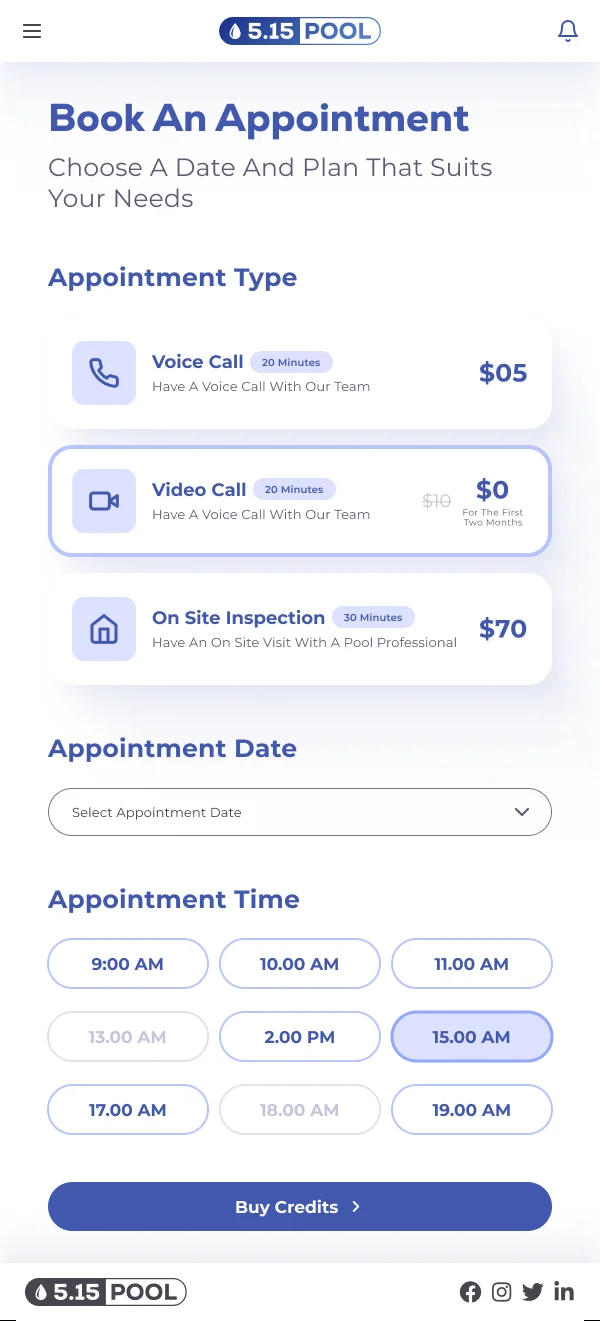 5.15 POOL
Book An Appointment
Choose A Date And Plan That Suits
Your Needs
Appointment Type
Voice Call 20 Minutes
Have A Voice Call With Our Team
$05
Video Call 20 Minutes
Have A Voice Call With Our Team
$10
$0
For The First
Two Months
On Site Inspection 30 Minutes
Have An On Site Visit With A Pool Professional
$70
Appointment Date
Select Appointment Date
Appointment Time
9:00 AM
10.00 AM
11.00 AM
13.00 AM
2.00 PM
15.00 AM
17.00 AM
18.00 AM
19.00 AM
Buy Credits
5.15 POOL